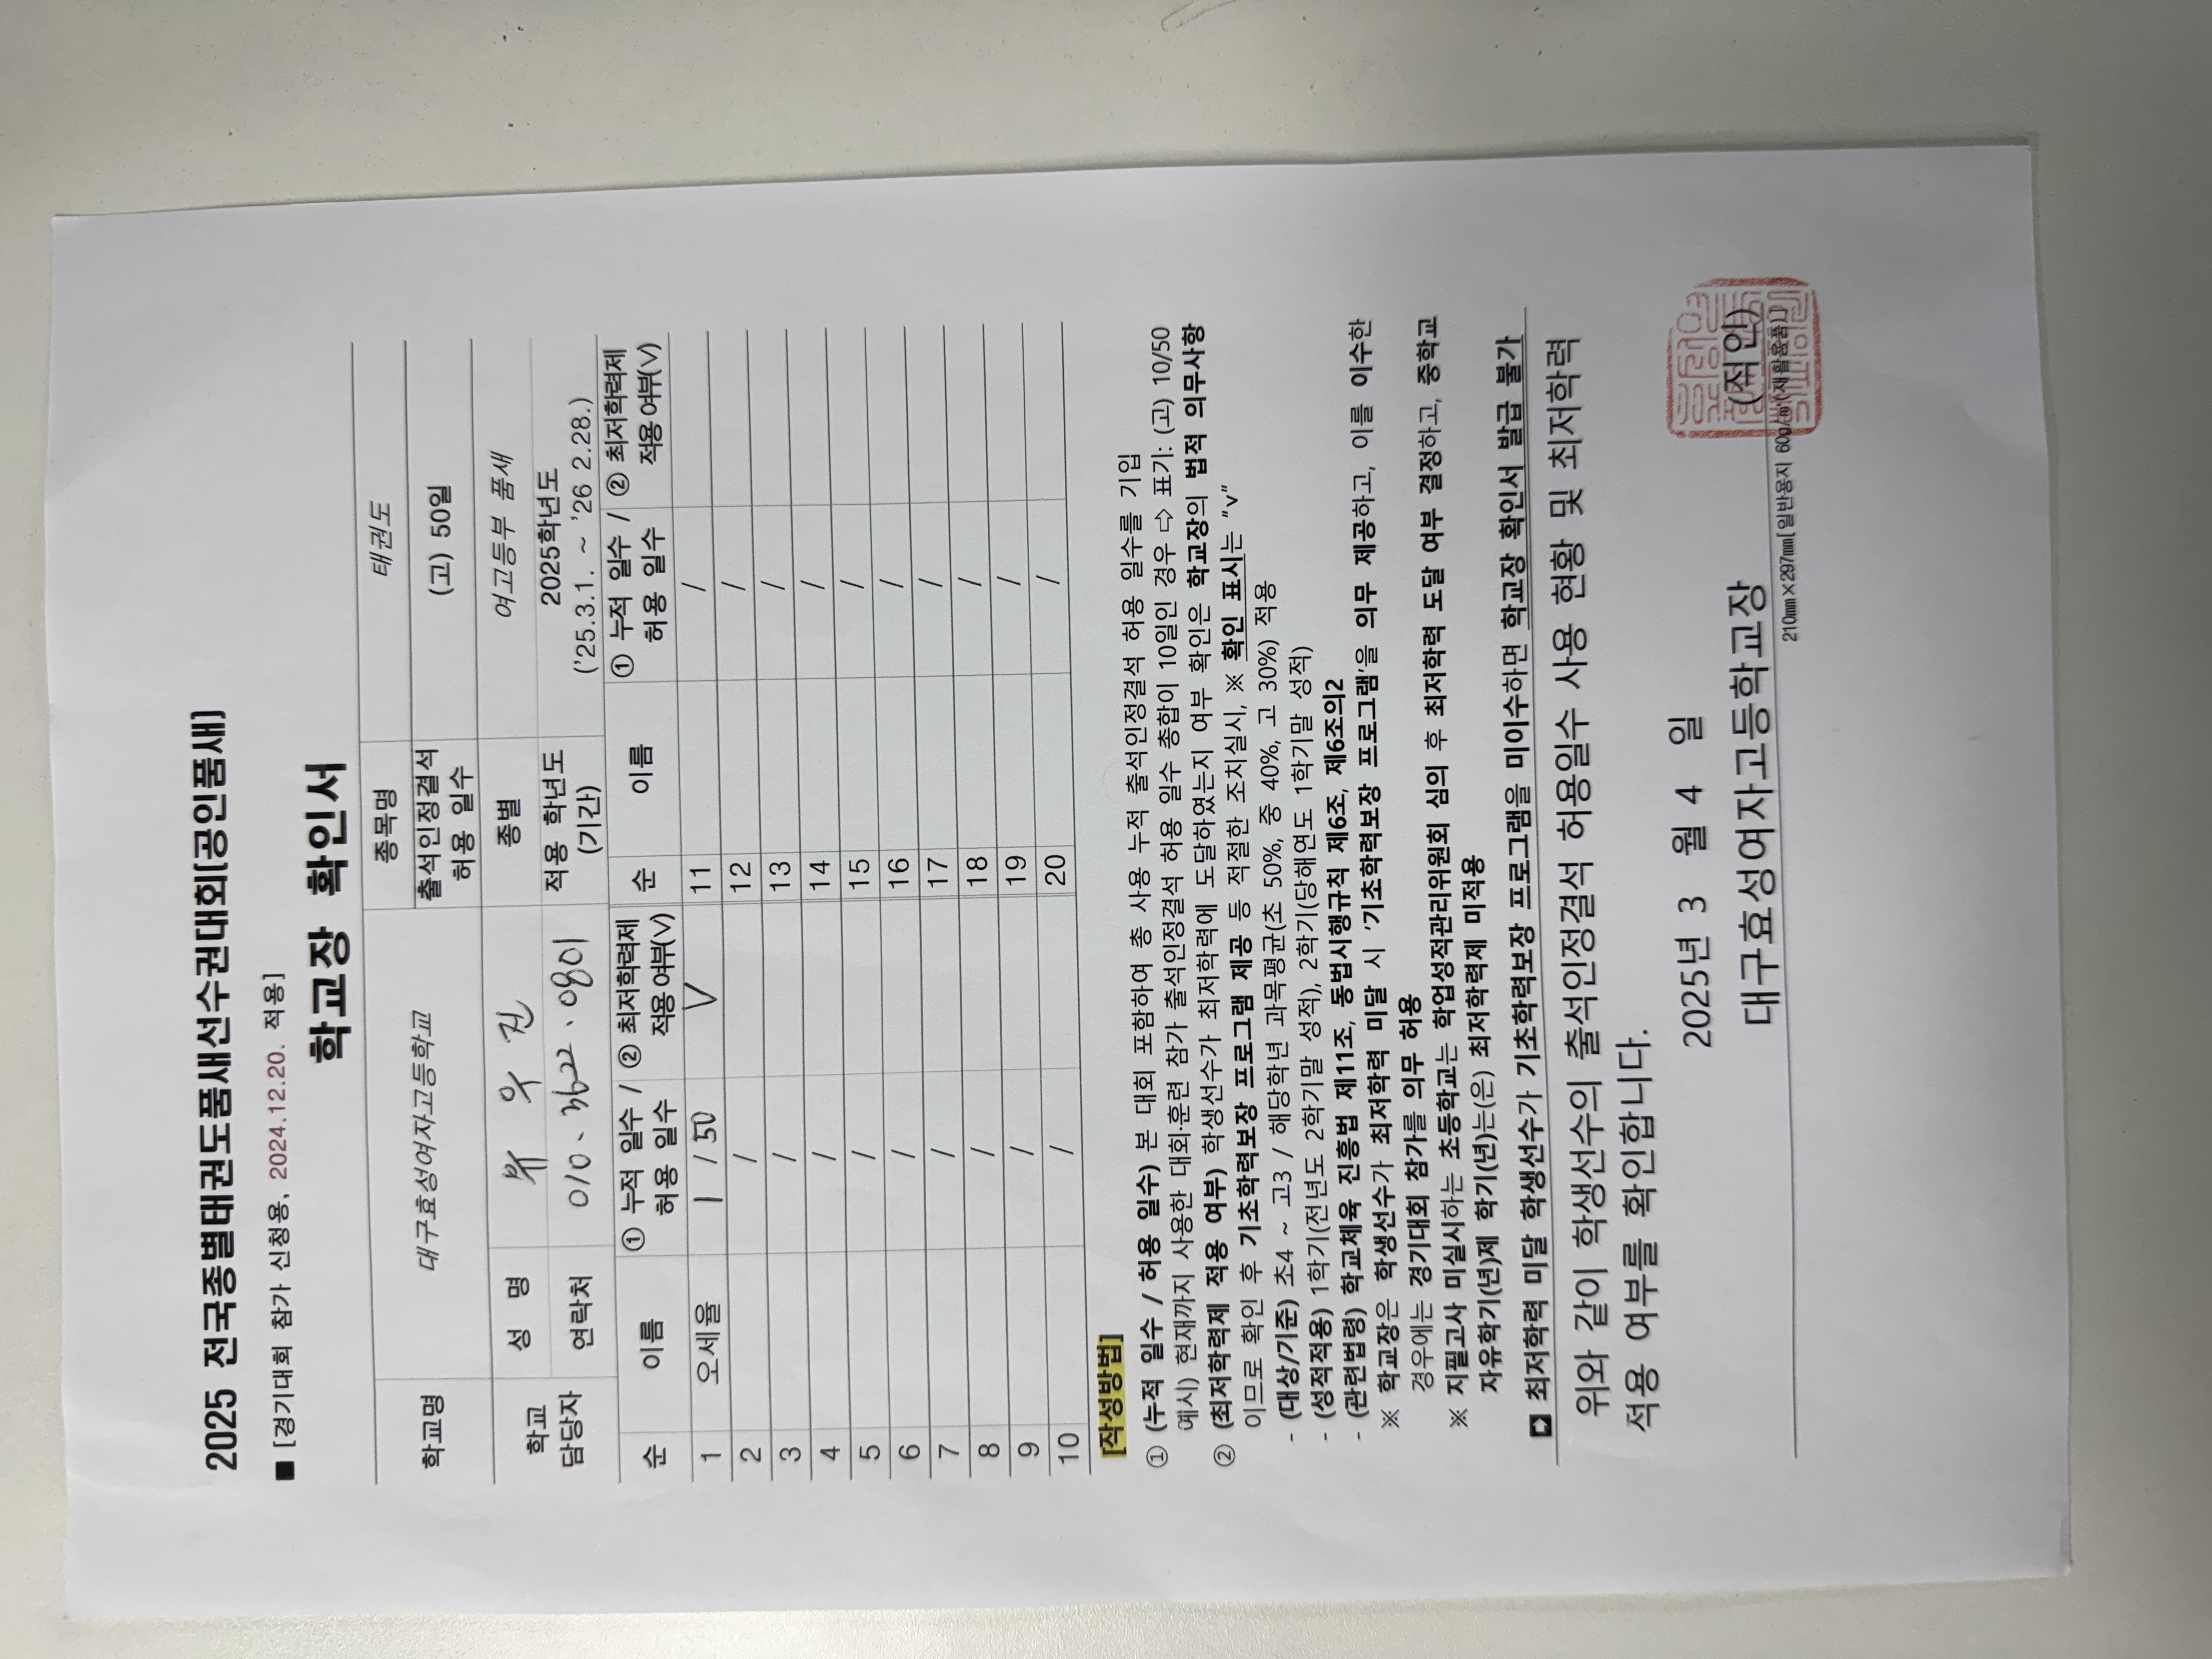 2025 전국종별태권도품새선수권대회(공인품새)
■ [경기대회 참가 신청용, 2024.12.20. 적용]
학교장 확인서
학교명 대구효성여자고등학교 종목명 태권도
출석인정결석 허용 일수 (고) 50일
학교 담당자 성 명 종별 여고등부 품새
연락처 적용 학년도 (기간) 2025학년도 ('25.3.1. ~ '26 2.28.)
순 이름 ① 누적 일수 / 허용 일수 ② 최저학력제 적용여부(V) 순 이름 ① 누적 일수 / 허용 일수 ② 최저학력제 적용여부(V)
1 오세율 1 / 50 V 11 /
2 / 12 /
3 / 13 /
4 / 14 /
5 / 15 /
6 / 16 /
7 / 17 /
8 / 18 /
9 / 19 /
10 / 20 /
[작성방법]
① (누적 일수 / 허용 일수) 본 대회 포함하여 총 사용 누적 출석인정결석 허용 일수를 기입
예시) 현재까지 사용한 대회·훈련 참가 출석인정결석 허용 일수 총합이 10일인 경우 ⇨ 표기: (고) 10/50
② (최저학력제 적용 여부) 학생선수가 최저학력에 도달하였는지 여부 확인은 학교장의 법적 의무사항
이므로 확인 후 기초학력보장 프로그램 제공 등 적절한 조치실시, ※ 확인 표시는 "v"
- (대상/기준) 초4 ~ 고3 / 해당학년 과목평균(초 50%, 중 40%, 고 30%) 적용
- (성적적용) 1학기(전년도 2학기말 성적), 2학기(당해연도 1학기말 성적)
- (관련법령) 학교체육 진흥법 제11조, 동법시행규칙 제6조, 제6조의2
※ 학교장은 학생선수가 최저학력 미달 시 '기초학력보장 프로그램'을 의무 제공하고, 이를 이수한
경우에는 경기대회 참가를 의무 허용
※ 지필고사 미실시하는 초등학교는 학업성적관리위원회 심의 후 최저학력 도달 여부 결정하고, 중학교
자유학기(년)제 학기(년)는(은) 최저학력제 미적용
최저학력 미달 학생선수가 기초학력보장 프로그램을 미이수하면 학교장 확인서 발급 불가
위와 같이 학생선수의 출석인정결석 허용일수 사용 현황 및 최저학력
적용 여부를 확인합니다.
2025년 3 월 4 일
대구효성여자고등학교장 (직인)
210㎜×297㎜[일반용지 60g/㎡(재활용품)]